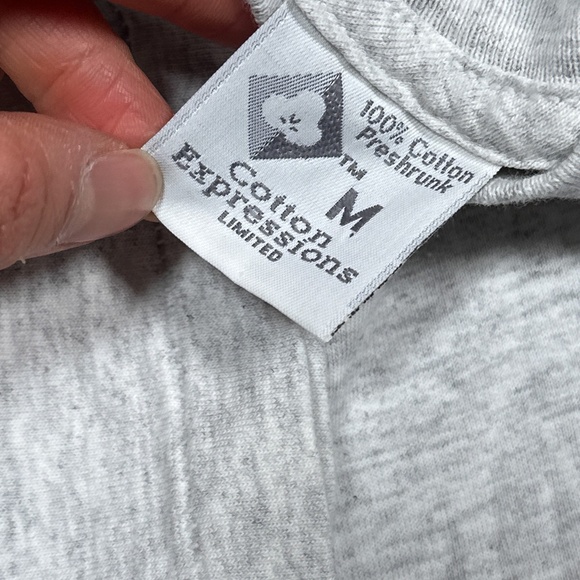 100% Cotton
Preshrunk
TM
M
Cotton
Expressions
LIMITED